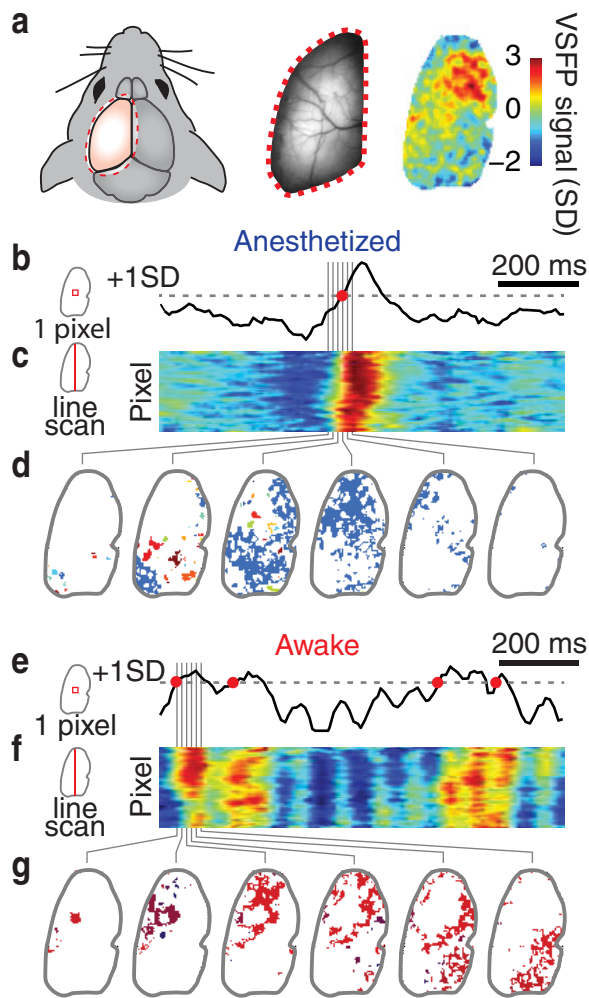 a
VSFP signal (SD)
3
0
−2
Anesthetized
b
+1SD
200 ms
1 pixel
c
line
scan
Pixel
d
Awake
e
+1SD
200 ms
1 pixel
f
line
scan
Pixel
g